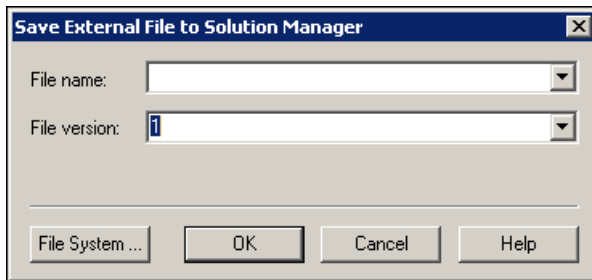 Save External File to Solution Manager
File name:
File version: 1
File System ... OK Cancel Help